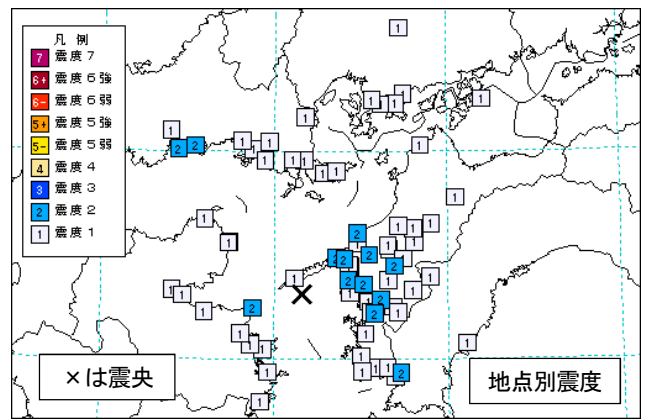 凡例
7 震度7
6+ 震度6強
6- 震度6弱
5+ 震度5強
5- 震度5弱
4 震度4
3 震度3
2 震度2
1 震度1
×は震央
地点別震度